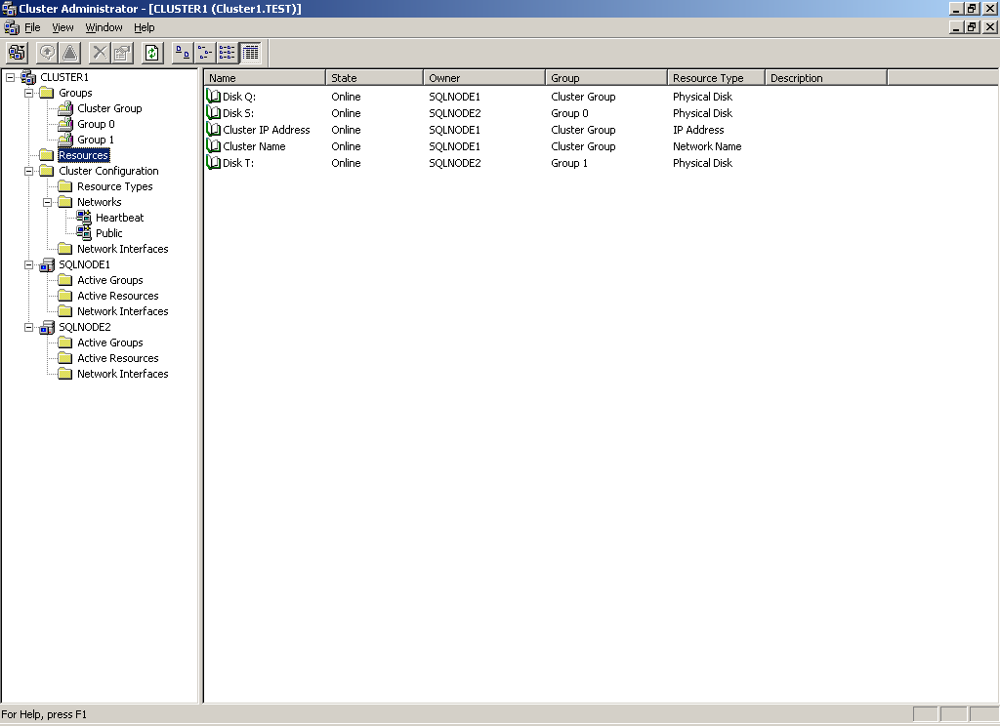 Cluster Administrator - [CLUSTER1 (Cluster1.TEST)]
File View Window Help
CLUSTER1
Groups
Cluster Group
Group 0
Group 1
Resources
Cluster Configuration
Resource Types
Networks
Heartbeat
Public
Network Interfaces
SQLNODE1
Active Groups
Active Resources
Network Interfaces
SQLNODE2
Active Groups
Active Resources
Network Interfaces
Name State Owner Group Resource Type Description
Disk Q: Online SQLNODE1 Cluster Group Physical Disk
Disk S: Online SQLNODE2 Group 0 Physical Disk
Cluster IP Address Online SQLNODE1 Cluster Group IP Address
Cluster Name Online SQLNODE1 Cluster Group Network Name
Disk T: Online SQLNODE2 Group 1 Physical Disk
For Help, press F1